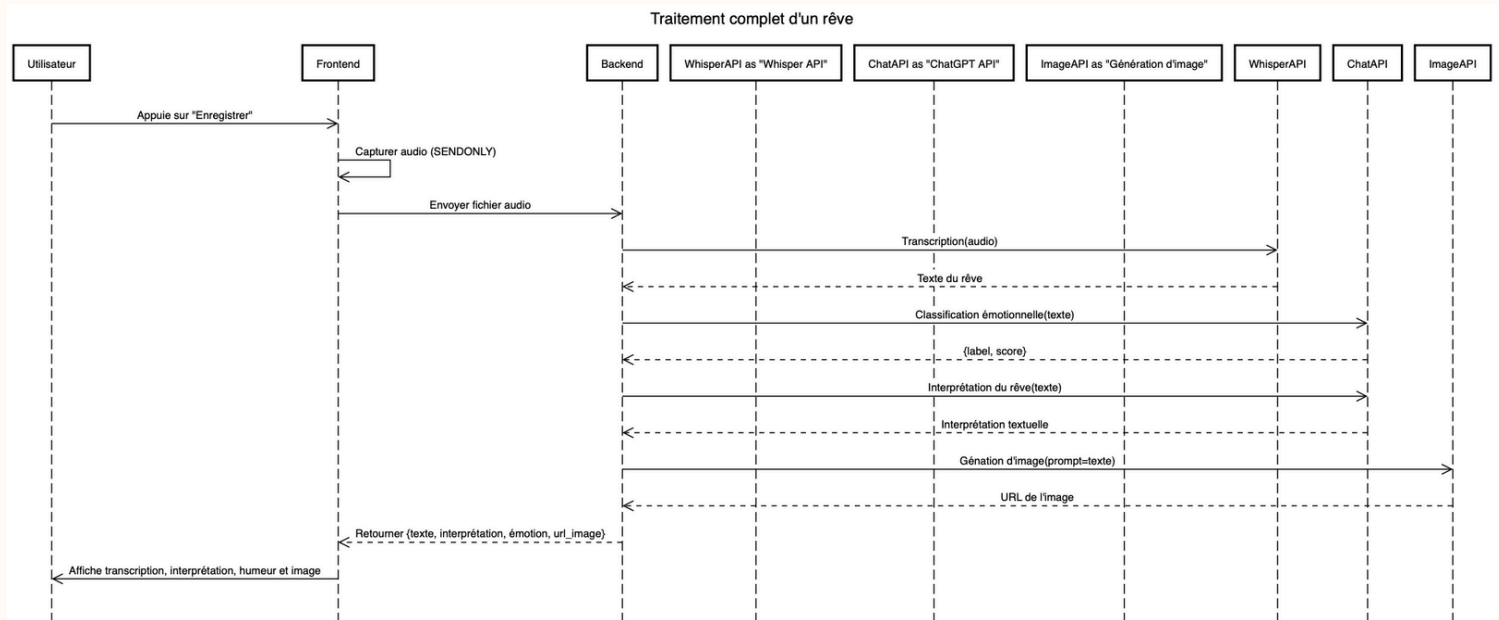 Traitement complet d'un rêve
Utilisateur
Frontend
Backend
WhisperAPI as "Whisper API"
ChatAPI as "ChatGPT API"
ImageAPI as "Génération d'image"
WhisperAPI
ChatAPI
ImageAPI
Appuie sur "Enregistrer"
Capturer audio (SENDONLY)
Envoyer fichier audio
Transcription(audio)
Texte du rêve
Classification émotionnelle(texte)
{label, score}
Interprétation du rêve(texte)
Interprétation textuelle
Génation d'image(prompt=texte)
URL de l'image
Retourner {texte, interprétation, émotion, url_image}
Affiche transcription, interprétation, humeur et image